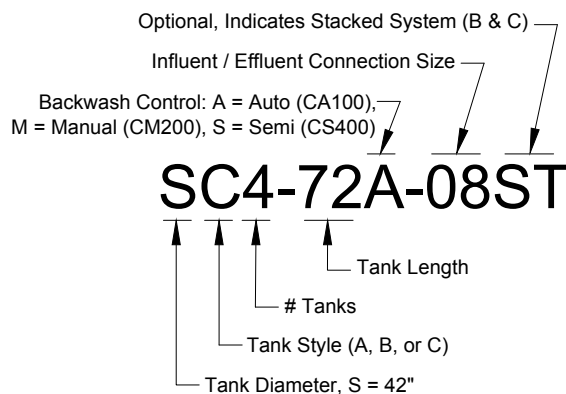 Optional, Indicates Stacked System (B & C)
Influent / Effluent Connection Size
Backwash Control: A = Auto (CA100),
M = Manual (CM200), S = Semi (CS400)
SC4-72A-08ST
Tank Length
# Tanks
Tank Style (A, B, or C)
Tank Diameter, S = 42"